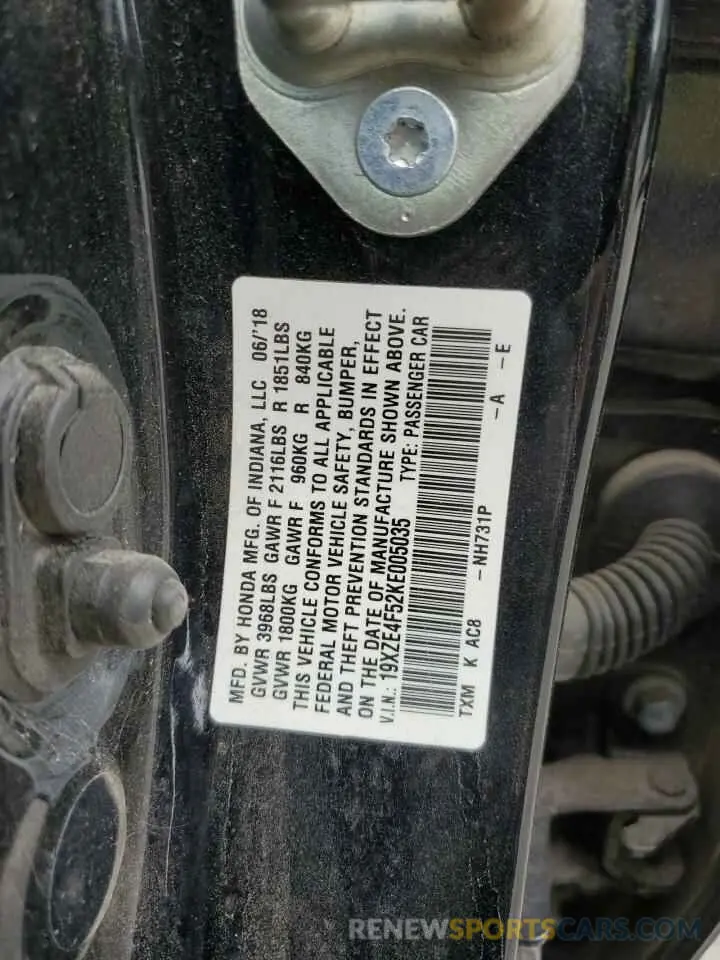 MFD. BY HONDA MFG. OF INDIANA, LLC 06/'18
GVWR 3968LBS GAWR F 2116LBS R 1851LBS
GVWR 1800KG GAWR F 960KG R 840KG
THIS VEHICLE CONFORMS TO ALL APPLICABLE
FEDERAL MOTOR VEHICLE SAFETY, BUMPER,
AND THEFT PREVENTION STANDARDS IN EFFECT
ON THE DATE OF MANUFACTURE SHOWN ABOVE.
V.I.N.: 19XZE4F52KE005035 TYPE: PASSENGER CAR
TXM K AC8 -NH731P -A -E
RENEWSPORTSCARS.COM